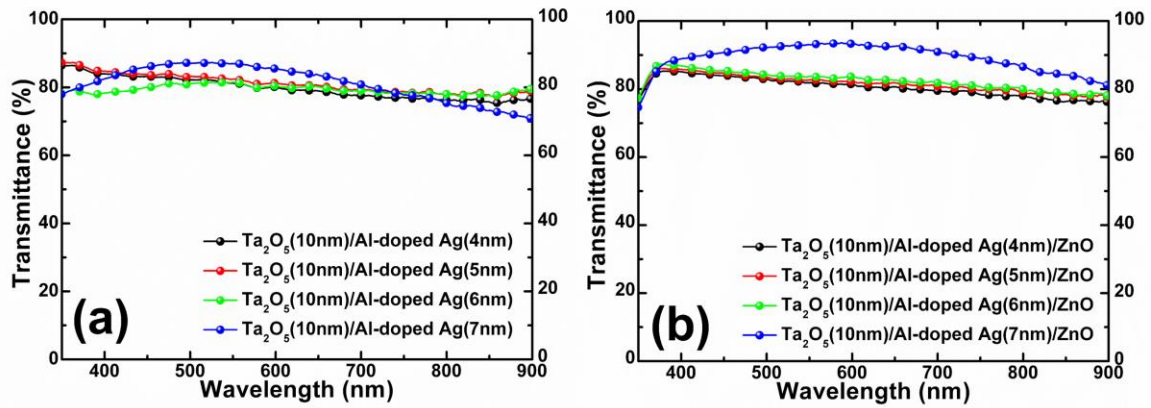 100
80
60
40
20
0
Transmittance (%)
100
80
60
40
20
0
400 500 600 700 800 900
Wavelength (nm)
Ta₂O₅(10nm)/Al-doped Ag(4nm)
Ta₂O₅(10nm)/Al-doped Ag(5nm)
Ta₂O₅(10nm)/Al-doped Ag(6nm)
Ta₂O₅(10nm)/Al-doped Ag(7nm)
(a)
100
80
60
40
20
0
Transmittance (%)
100
80
60
40
20
0
400 500 600 700 800 900
Wavelength (nm)
Ta₂O₅(10nm)/Al-doped Ag(4nm)/ZnO
Ta₂O₅(10nm)/Al-doped Ag(5nm)/ZnO
Ta₂O₅(10nm)/Al-doped Ag(6nm)/ZnO
Ta₂O₅(10nm)/Al-doped Ag(7nm)/ZnO
(b)